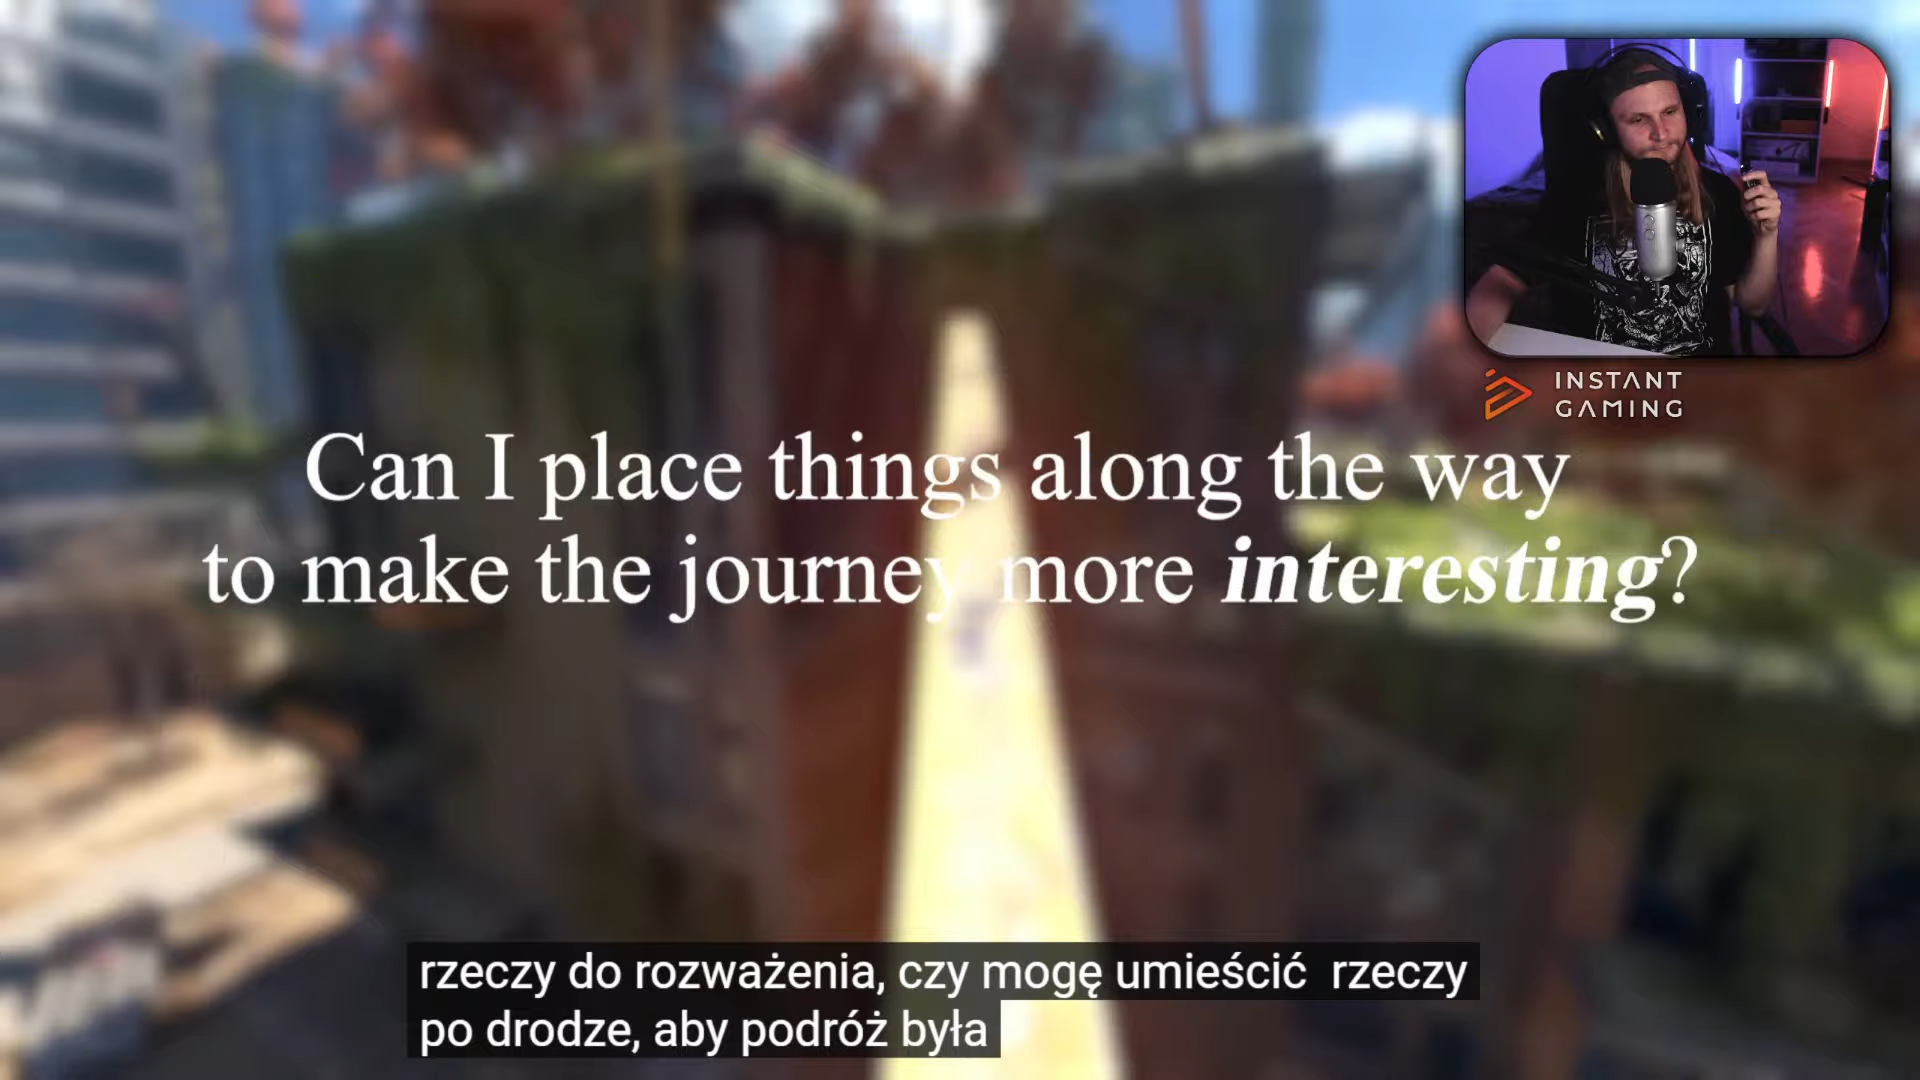 INSTANT
GAMING
Can I place things along the way
to make the journey more interesting?
rzeczy do rozważenia, czy mogę umieścić rzeczy
po drodze, aby podróż była